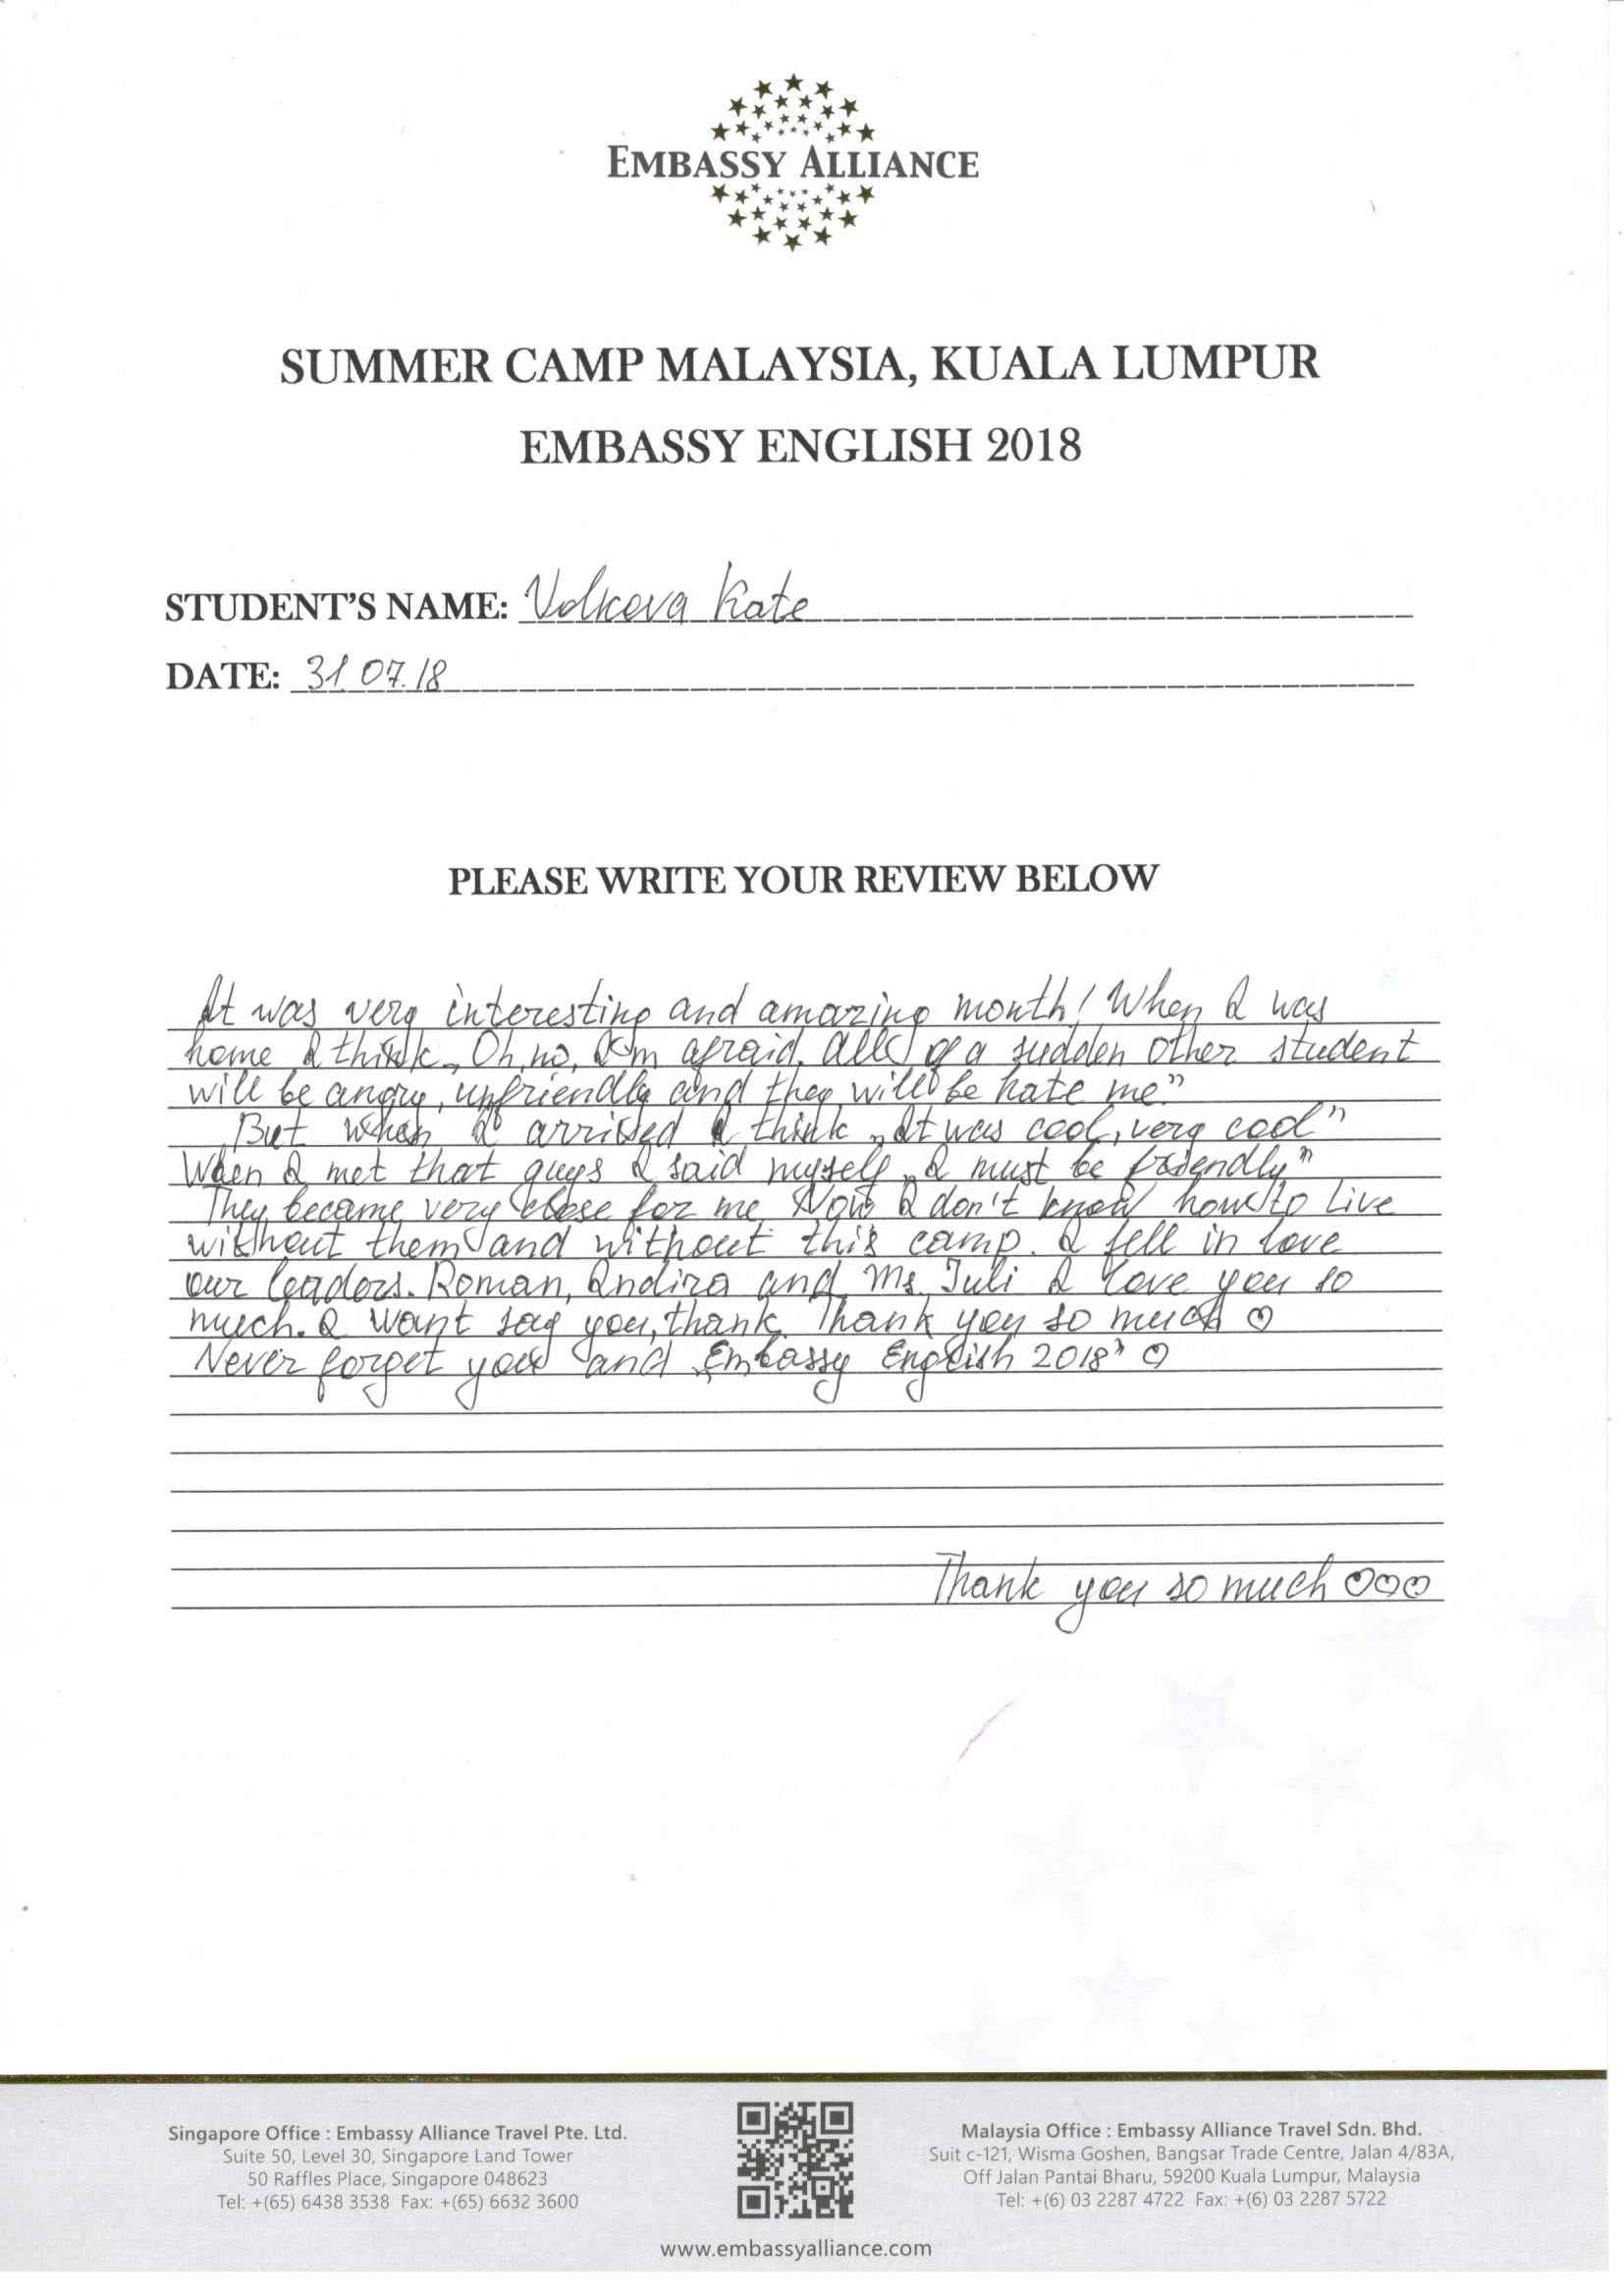 EMBASSY ALLIANCE
SUMMER CAMP MALAYSIA, KUALA LUMPUR
EMBASSY ENGLISH 2018
STUDENT'S NAME: Volkova Kate
DATE: 31.07.18
PLEASE WRITE YOUR REVIEW BELOW
It was very interesting and amazing month! When I was
home I think „Oh, no, I'm afraid. All of a sudden other student
will be angry, unfriendly and they will be hate me"
But when I arrived I think „It was cool, very cool"
When I met that guys I said myself „I must be friendly"
They became very close for me. Now I don't know how to live
without them and without this camp. I fell in love
our leaders. Roman, Indira and Ms. Juli I love you so
much. I want say you, thank. Thank you so much ♡
Never forget you and „Embassy English 2018" ♡
Thank you so much ♡♡♡
Singapore Office : Embassy Alliance Travel Pte. Ltd.
Suite 50, Level 30, Singapore Land Tower
50 Raffles Place, Singapore 048623
Tel: +(65) 6438 3538 Fax: +(65) 6632 3600
Malaysia Office : Embassy Alliance Travel Sdn. Bhd.
Suit c-121, Wisma Goshen, Bangsar Trade Centre, Jalan 4/83A,
Off Jalan Pantai Bharu, 59200 Kuala Lumpur, Malaysia
Tel: +(6) 03 2287 4722 Fax: +(6) 03 2287 5722
www.embassyalliance.com